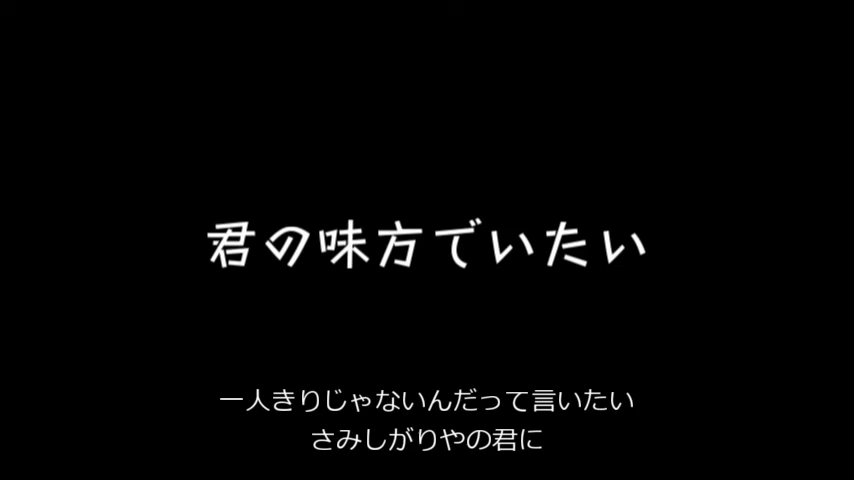 君の味方でいたい
一人きりじゃないんだって言いたい
さみしがりやの君に